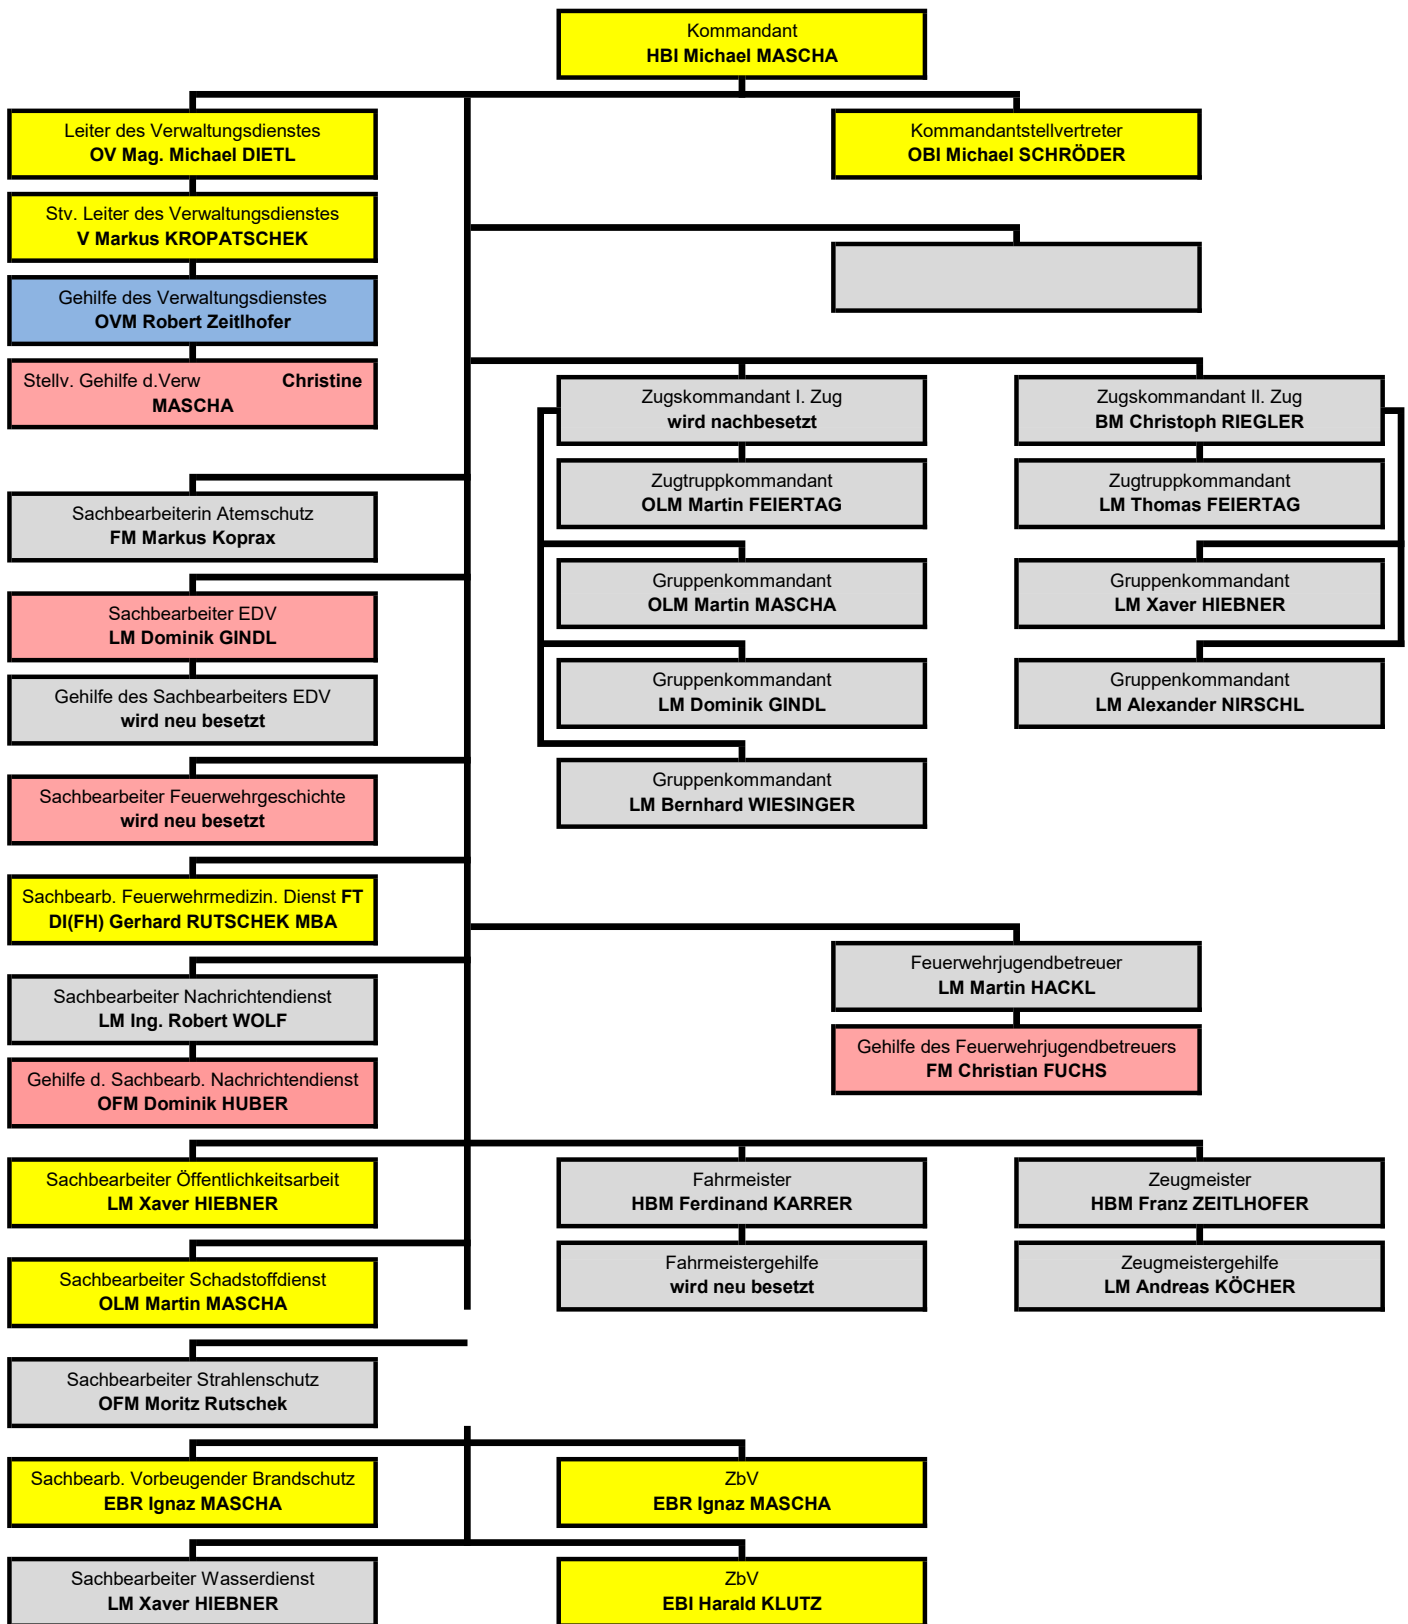 Kommandant
HBI Michael MASCHA
Leiter des Verwaltungsdienstes
OV Mag. Michael DIETL
Kommandantstellvertreter
OBI Michael SCHRÖDER
Stv. Leiter des Verwaltungsdienstes
V Markus KROPATSCHEK
Gehilfe des Verwaltungsdienstes
OVM Robert Zeitlhofer
Stellv. Gehilfe d.Verw Christine
MASCHA
Zugskommandant I. Zug
wird nachbesetzt
Zugskommandant II. Zug
BM Christoph RIEGLER
Zugtruppkommandant
OLM Martin FEIERTAG
Zugtruppkommandant
LM Thomas FEIERTAG
Sachbearbeiterin Atemschutz
FM Markus Koprax
Gruppenkommandant
OLM Martin MASCHA
Gruppenkommandant
LM Xaver HIEBNER
Sachbearbeiter EDV
LM Dominik GINDL
Gruppenkommandant
LM Dominik GINDL
Gruppenkommandant
LM Alexander NIRSCHL
Gehilfe des Sachbearbeiters EDV
wird neu besetzt
Gruppenkommandant
LM Bernhard WIESINGER
Sachbearbeiter Feuerwehrgeschichte
wird neu besetzt
Sachbearb. Feuerwehrmedizin. Dienst FT
DI(FH) Gerhard RUTSCHEK MBA
Feuerwehrjugendbetreuer
LM Martin HACKL
Sachbearbeiter Nachrichtendienst
LM Ing. Robert WOLF
Gehilfe des Feuerwehrjugendbetreuers
FM Christian FUCHS
Gehilfe d. Sachbearb. Nachrichtendienst
OFM Dominik HUBER
Sachbearbeiter Öffentlichkeitsarbeit
LM Xaver HIEBNER
Fahrmeister
HBM Ferdinand KARRER
Zeugmeister
HBM Franz ZEITLHOFER
Sachbearbeiter Schadstoffdienst
OLM Martin MASCHA
Fahrmeistergehilfe
wird neu besetzt
Zeugmeistergehilfe
LM Andreas KÖCHER
Sachbearbeiter Strahlenschutz
OFM Moritz Rutschek
Sachbearb. Vorbeugender Brandschutz
EBR Ignaz MASCHA
ZbV
EBR Ignaz MASCHA
Sachbearbeiter Wasserdienst
LM Xaver HIEBNER
ZbV
EBI Harald KLUTZ